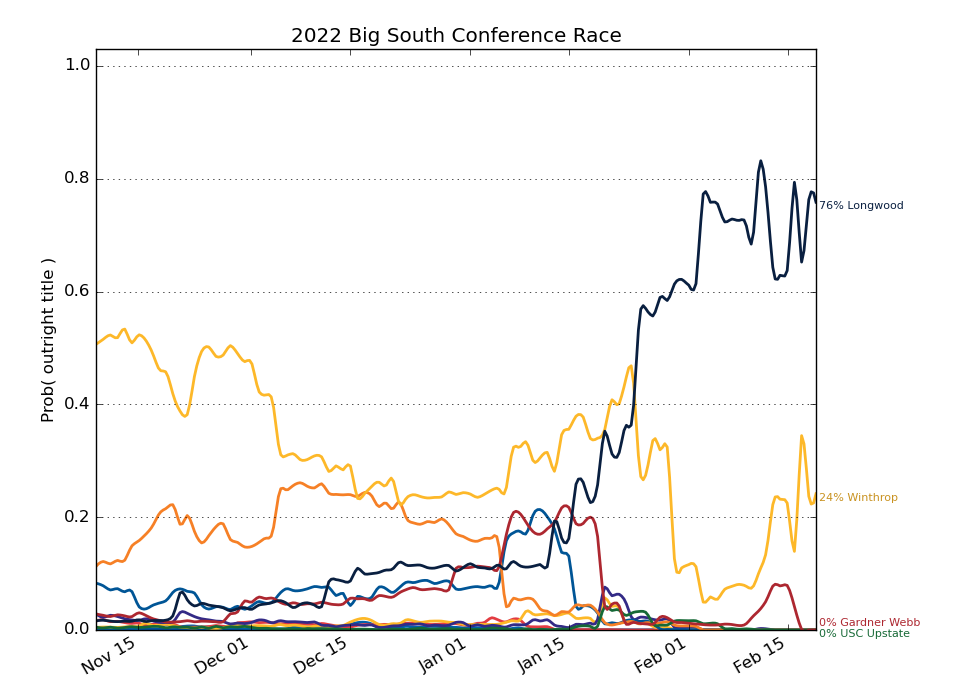 2022 Big South Conference Race
Prob( outright title )
1.0
0.8
0.6
0.4
0.2
0.0
76% Longwood
24% Winthrop
0% Gardner Webb
0% USC Upstate
Nov 15
Dec 01
Dec 15
Jan 01
Jan 15
Feb 01
Feb 15